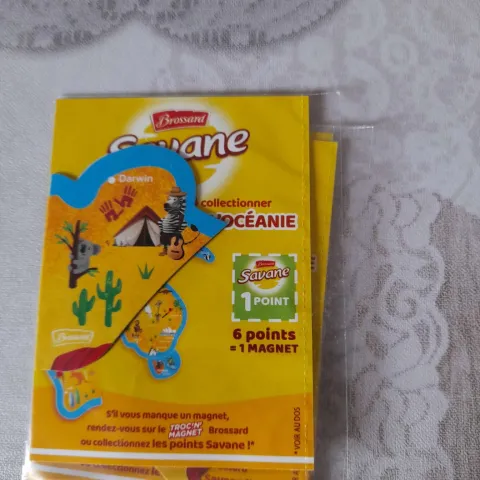 Brossard
Savane
Darwin
collectionner
L'OCÉANIE
Brossard
Savane
1 POINT
6 points
= 1 MAGNET
Brossard
S'il vous manque un magnet,
rendez-vous sur le TROC'N' MAGNET Brossard
ou collectionnez les points Savane !*
* VOIR AU DOS